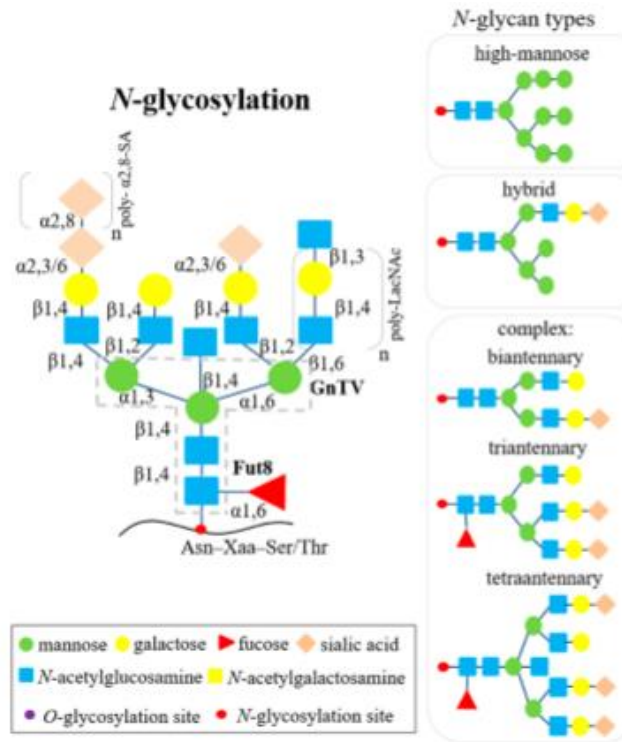 N-glycan types
high-mannose
N-glycosylation
hybrid
complex:
biantennary
triantennary
tetraantennary
poly- α2,8-SA
α2,8
n
α2,3/6
α2,3/6
β1,3
poly-LacNAc
β1,4
β1,4
β1,4
β1,4
n
β1,4
β1,2
β1,2
β1,6
GnTV
α1,3
β1,4
α1,6
β1,4
β1,4
Fut8
α1,6
Asn–Xaa–Ser/Thr
mannose galactose fucose sialic acid
N-acetylglucosamine N-acetylgalactosamine
O-glycosylation site N-glycosylation site